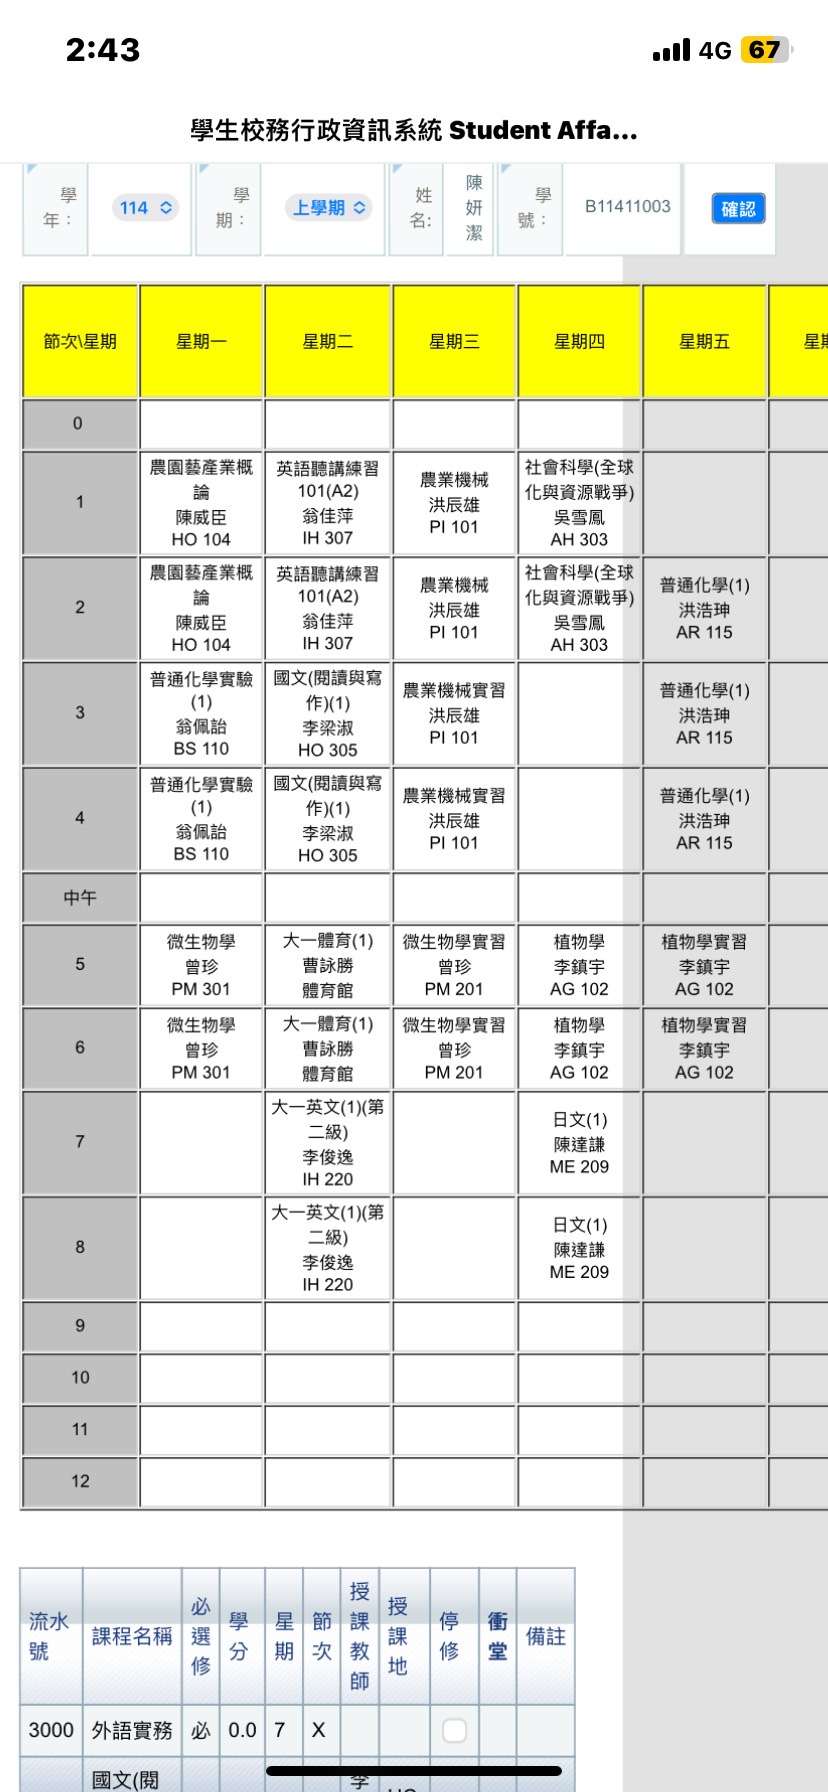 2:43
4G 67
學生校務行政資訊系統 Student Affa...
學年： 114 學期： 上學期 姓名: 陳妍潔 學號： B11411003 確認
節次\星期 星期一 星期二 星期三 星期四 星期五 星期
0
1
農園藝產業概論
陳威臣
HO 104
英語聽講練習
101(A2)
翁佳萍
IH 307
農業機械
洪辰雄
PI 101
社會科學(全球
化與資源戰爭)
吳雪鳳
AH 303
2
農園藝產業概論
陳威臣
HO 104
英語聽講練習
101(A2)
翁佳萍
IH 307
農業機械
洪辰雄
PI 101
社會科學(全球
化與資源戰爭)
吳雪鳳
AH 303
普通化學(1)
洪浩珅
AR 115
3
普通化學實驗
(1)
翁佩詒
BS 110
國文(閱讀與寫
作)(1)
李梁淑
HO 305
農業機械實習
洪辰雄
PI 101
普通化學(1)
洪浩珅
AR 115
4
普通化學實驗
(1)
翁佩詒
BS 110
國文(閱讀與寫
作)(1)
李梁淑
HO 305
農業機械實習
洪辰雄
PI 101
普通化學(1)
洪浩珅
AR 115
中午
5
微生物學
曾珍
PM 301
大一體育(1)
曹詠勝
體育館
微生物學實習
曾珍
PM 201
植物學
李鎮宇
AG 102
植物學實習
李鎮宇
AG 102
6
微生物學
曾珍
PM 301
大一體育(1)
曹詠勝
體育館
微生物學實習
曾珍
PM 201
植物學
李鎮宇
AG 102
植物學實習
李鎮宇
AG 102
7
大一英文(1)(第
二級)
李俊逸
IH 220
日文(1)
陳達謙
ME 209
8
大一英文(1)(第
二級)
李俊逸
IH 220
日文(1)
陳達謙
ME 209
9
10
11
12
流水號 課程名稱 必選修 學分 星期 節次 授課教師 授課地 停修 衝堂 備註
3000 外語實務 必 0.0 7 X
國文(閱 李